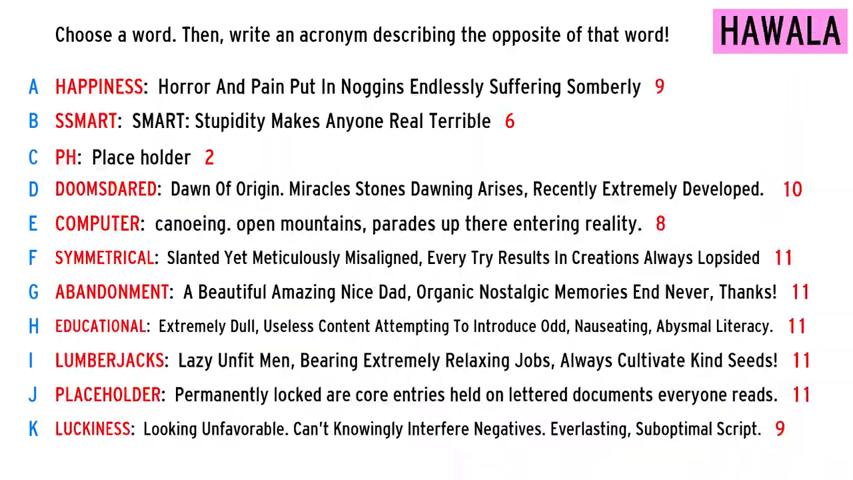 Choose a word. Then, write an acronym describing the opposite of that word! HAWALA
A HAPPINESS: Horror And Pain Put In Noggins Endlessly Suffering Somberly 9
B SSMART: SMART: Stupidity Makes Anyone Real Terrible 6
C PH: Place holder 2
D DOOMSDARED: Dawn Of Origin. Miracles Stones Dawning Arises, Recently Extremely Developed. 10
E COMPUTER: canoeing. open mountains, parades up there entering reality. 8
F SYMMETRICAL: Slanted Yet Meticulously Misaligned, Every Try Results In Creations Always Lopsided 11
G ABANDONMENT: A Beautiful Amazing Nice Dad, Organic Nostalgic Memories End Never, Thanks! 11
H EDUCATIONAL: Extremely Dull, Useless Content Attempting To Introduce Odd, Nauseating, Abysmal Literacy. 11
I LUMBERJACKS: Lazy Unfit Men, Bearing Extremely Relaxing Jobs, Always Cultivate Kind Seeds! 11
J PLACEHOLDER: Permanently locked are core entries held on lettered documents everyone reads. 11
K LUCKINESS: Looking Unfavorable. Can't Knowingly Interfere Negatives. Everlasting, Suboptimal Script. 9